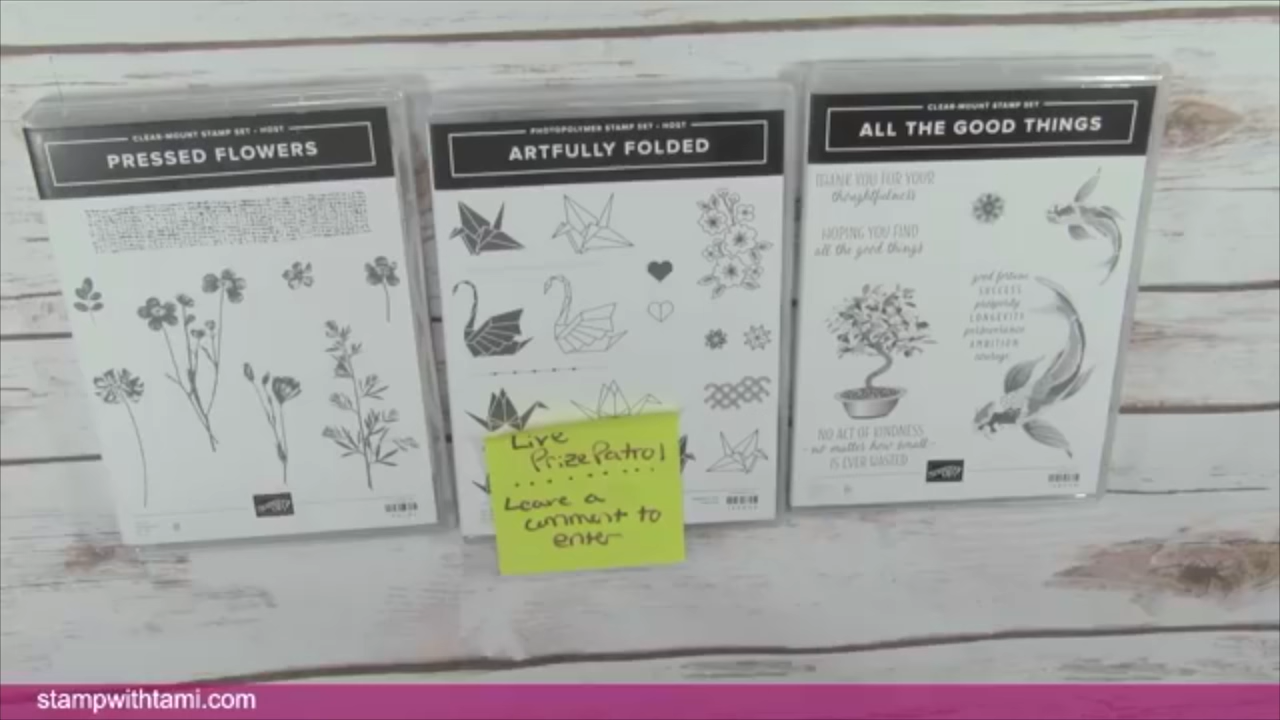 CLEAR-MOUNT STAMP SET - HOST
PRESSED FLOWERS
PHOTOPOLYMER STAMP SET - HOST
ARTFULLY FOLDED
CLEAR-MOUNT STAMP SET
ALL THE GOOD THINGS
THANK YOU FOR YOUR
thoughtfulness
HOPING YOU FIND
all the good things
good fortune
SUCCESS
prosperity
LONGEVITY
perseverance
AMBITION
courage
NO ACT OF KINDNESS
no matter how small
IS EVER WASTED
Live
Prize Patrol
Leave a
comment to
enter
stampwithtami.com